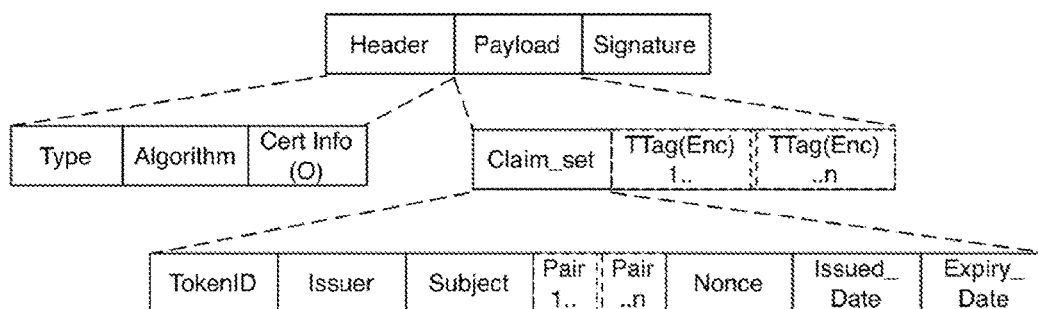 Header Payload Signature
Type Algorithm Cert Info
(O)
Claim_set TTag(Enc) TTag(Enc)
1.. ..n
TokenID Issuer Subject Pair Pair Nonce Issued_ Expiry_
1.. ..n Date Date